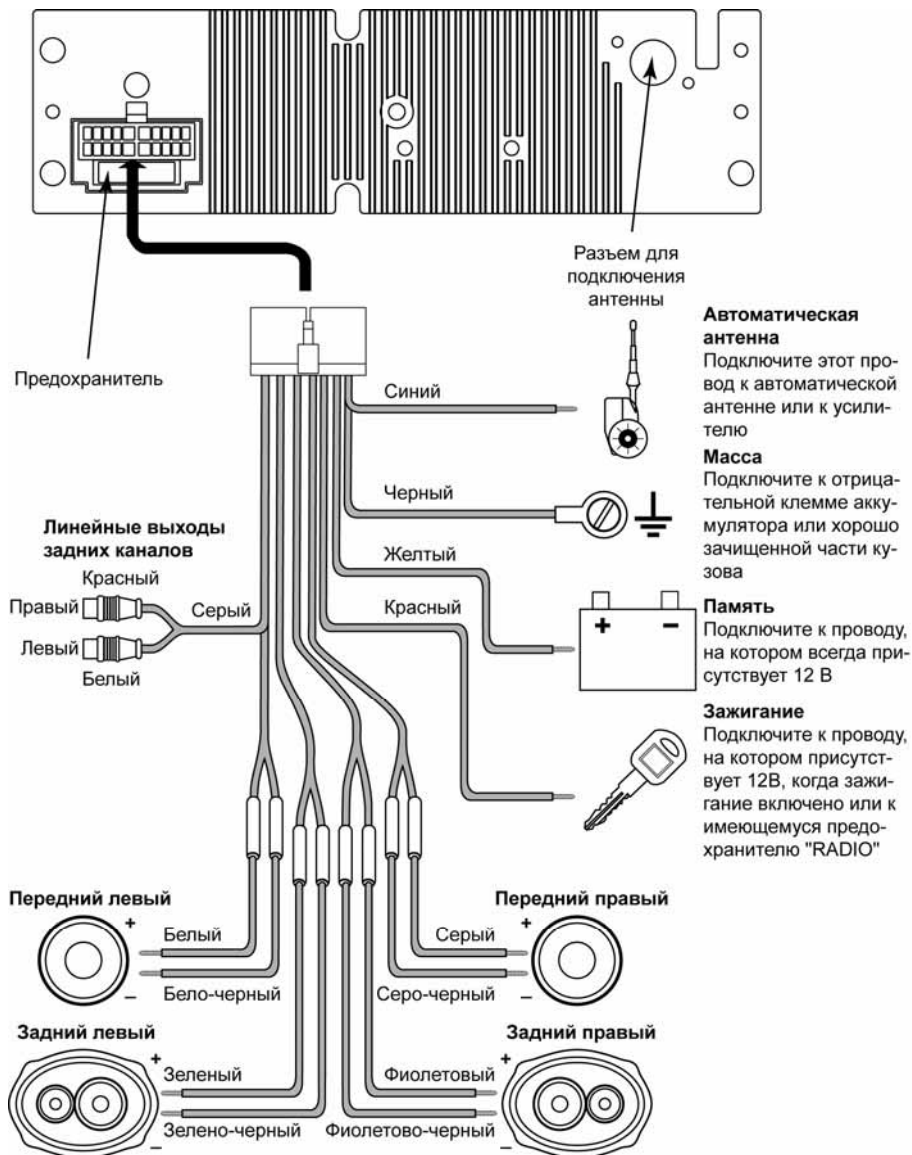 Разъем для
подключения
антенны
Предохранитель
Автоматическая
антенна
Подключите этот про-
вод к автоматической
антенне или к усили-
телю
Синий
Масса
Подключите к отрица-
тельной клемме акку-
мулятора или хорошо
зачищенной части ку-
зова
Черный
Линейные выходы
задних каналов
Красный
Правый
Серый
Левый
Белый
Желтый
Красный
+ −
Память
Подключите к проводу,
на котором всегда при-
сутствует 12 В
Зажигание
Подключите к проводу,
на котором присутст-
вует 12В, когда зажи-
гание включено или к
имеющемуся предо-
хранителю "RADIO"
Передний левый
+
Белый
−
Бело-черный
Передний правый
+
Серый
−
Серо-черный
Задний левый
+
Зеленый
−
Зелено-черный
Задний правый
+
Фиолетовый
−
Фиолетово-черный